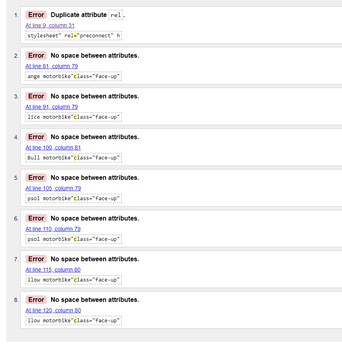 1. Error Duplicate attribute rel.
At line 9, column 31
stylesheet" rel="preconnect" h
2. Error No space between attributes.
At line 81, column 79
ange motorbike"class="face-up"
3. Error No space between attributes.
At line 91, column 79
lice motorbike"class="face-up"
4. Error No space between attributes.
At line 100, column 81
Bull motorbike"class="face-up"
5. Error No space between attributes.
At line 105, column 79
psol motorbike"class="face-up"
6. Error No space between attributes.
At line 110, column 79
psol motorbike"class="face-up"
7. Error No space between attributes.
At line 115, column 80
llow motorbike"class="face-up"
8. Error No space between attributes.
At line 120, column 80
llow motorbike"class="face-up"